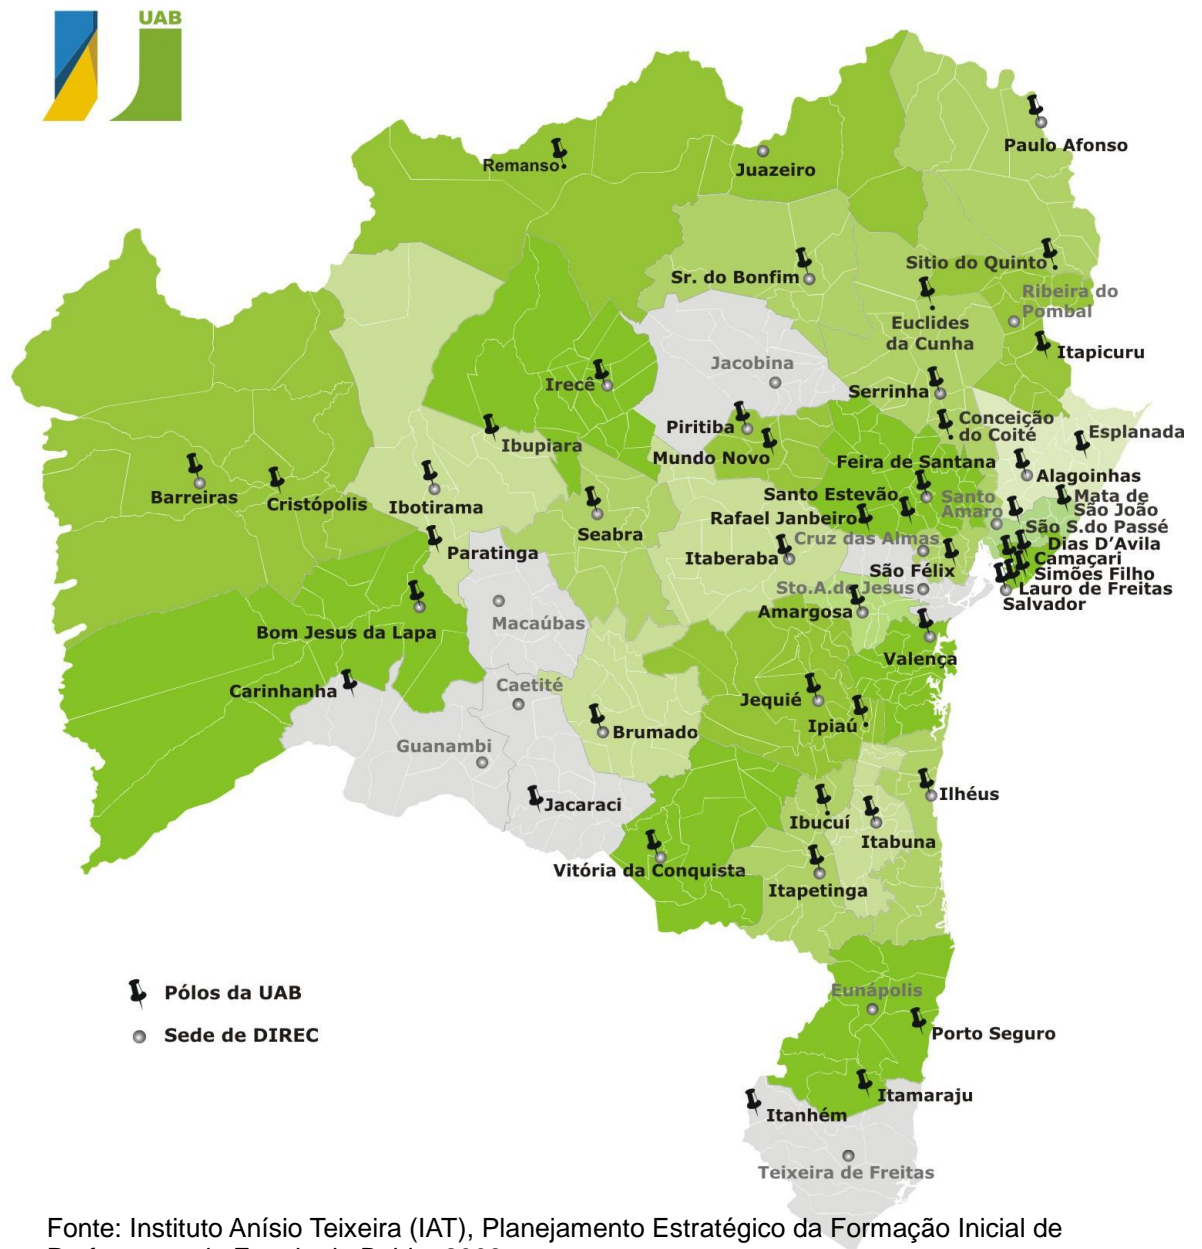 UAB
Paulo Afonso
Remanso
Juazeiro
Sitio do Quinto
Sr. do Bonfim
Ribeira do
Pombal
Euclides
da Cunha
Itapicuru
Jacobina
Irecê
Serrinha
Piritiba
Conceição
do Coité
Esplanada
Ibupiara
Mundo Novo
Feira de Santana
Alagoinhas
Barreiras
Cristópolis
Ibotirama
Santo Estevão
Santo
Amaro
Mata de
São João
Seabra
Rafael Janbeiro
São S.do Passé
Cruz das Almas
Dias D'Avila
Paratinga
Itaberaba
Camaçari
São Félix
Simões Filho
Sto.A.de Jesus
Lauro de Freitas
Salvador
Amargosa
Macaúbas
Bom Jesus da Lapa
Valença
Carinhanha
Caetité
Jequié
Ipiaú
Brumado
Guanambi
Ilhéus
Jacaraci
Ibucuí
Itabuna
Vitória da Conquista
Itapetinga
Pólos da UAB
Eunápolis
Sede de DIREC
Porto Seguro
Itamaraju
Itanhém
Teixeira de Freitas
Fonte: Instituto Anísio Teixeira (IAT), Planejamento Estratégico da Formação Inicial de